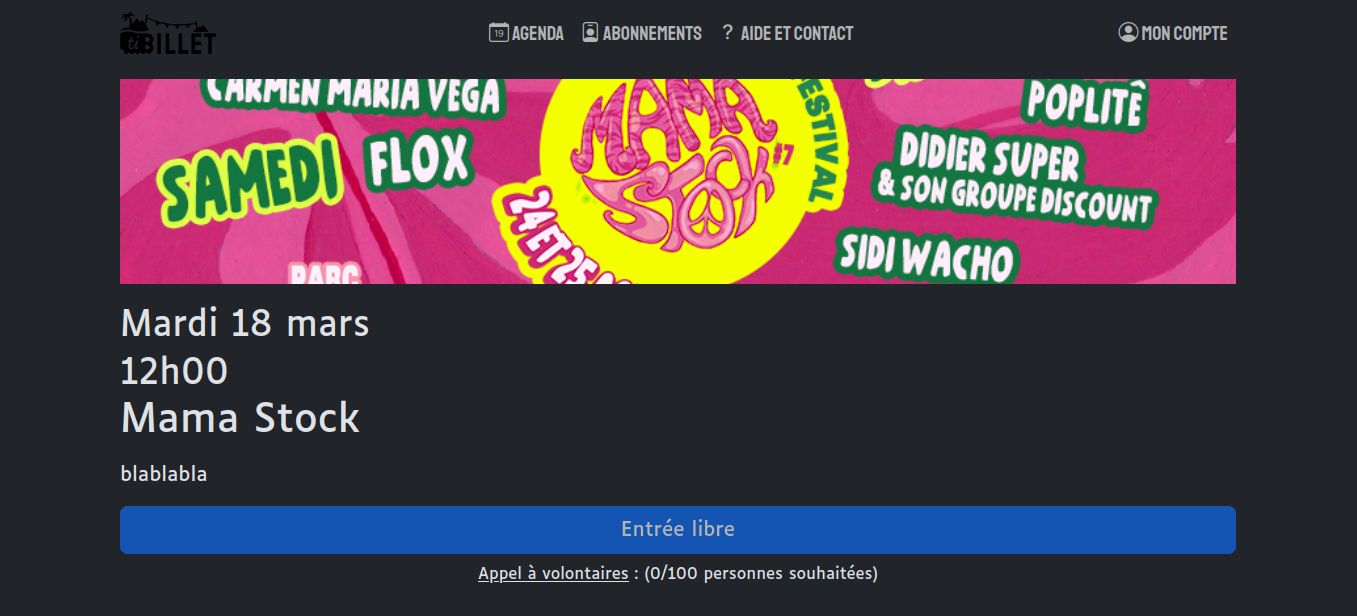 ti BILLET
19 AGENDA
ABONNEMENTS
? AIDE ET CONTACT
MON COMPTE
CARMEN MARIA VEGA
SAMEDI
FLOX
MAMA
STOCK
#7
FESTIVAL
24 ET 25
POPLITÊ
DIDIER SUPER
& SON GROUPE DISCOUNT
SIDI WACHO
PARC
Mardi 18 mars
12h00
Mama Stock
blablabla
Entrée libre
Appel à volontaires : (0/100 personnes souhaitées)